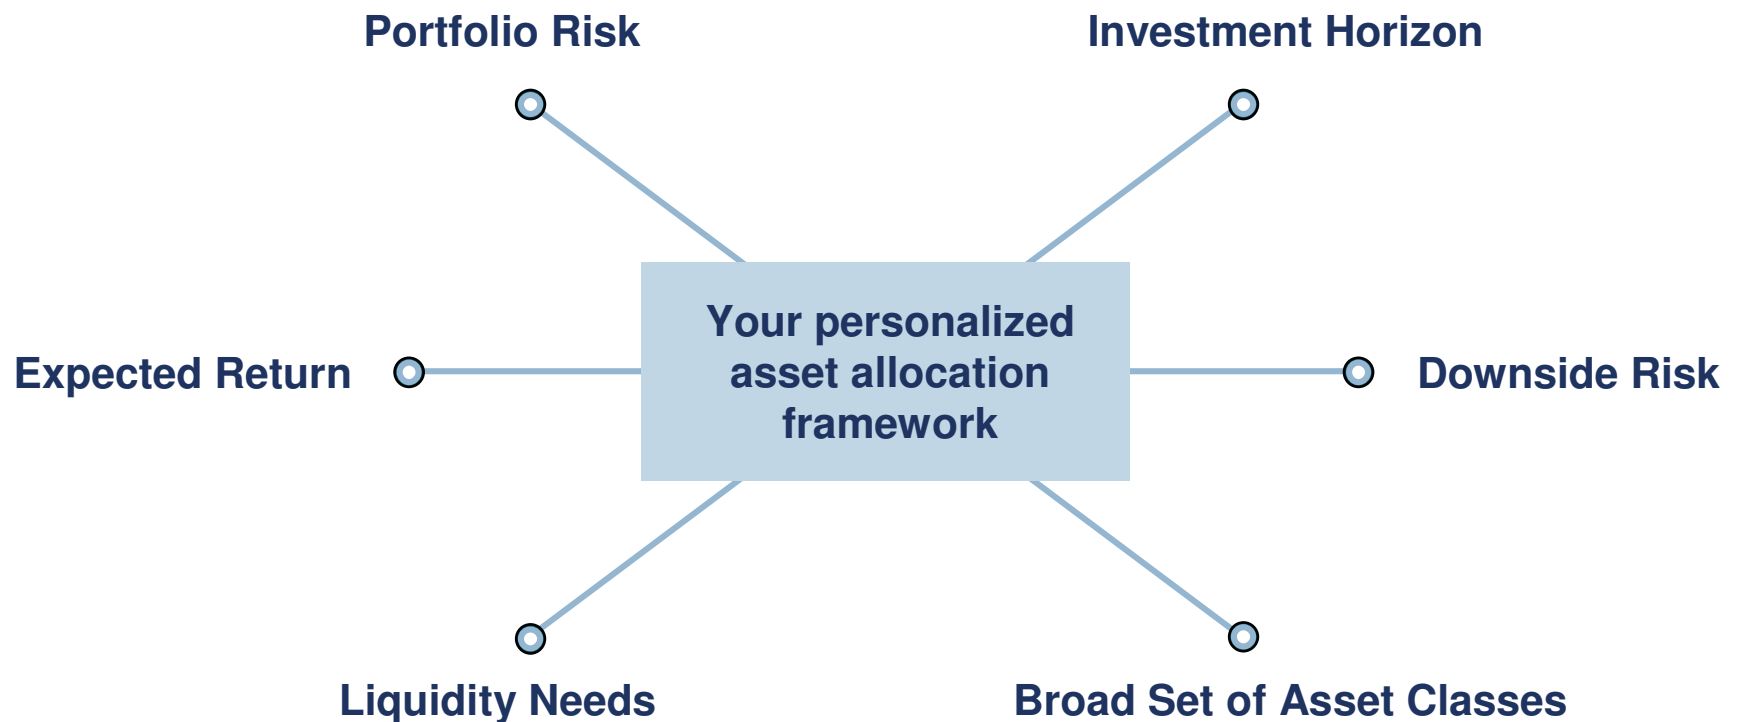 Portfolio Risk
Investment Horizon
Expected Return
Your personalized
asset allocation
framework
Downside Risk
Liquidity Needs
Broad Set of Asset Classes